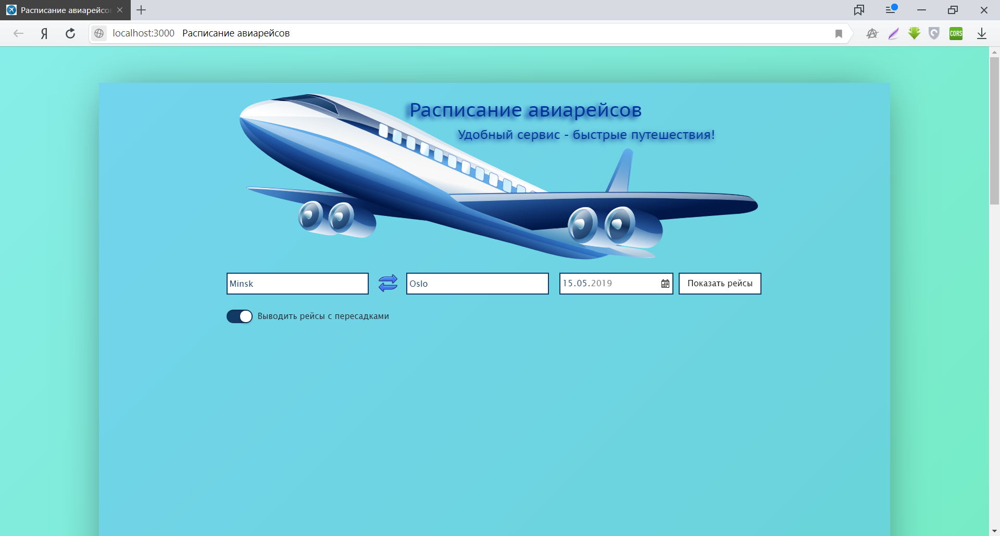 Расписание авиарейсо
localhost:3000 Расписание авиарейсов
CORS
Расписание авиарейсов
Удобный сервис - быстрые путешествия!
Minsk Oslo 15.05.2019 Показать рейсы
Выводить рейсы с пересадками